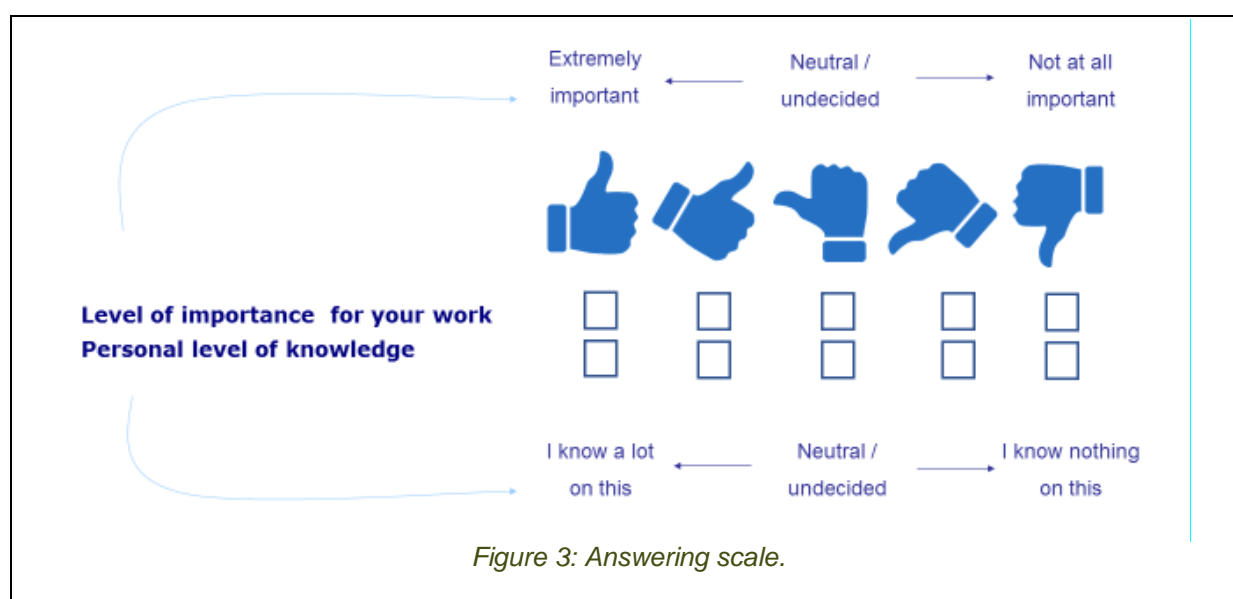 Extremely important
Neutral / undecided
Not at all important
Level of importance for your work
Personal level of knowledge
I know a lot on this
Neutral / undecided
I know nothing on this
Figure 3: Answering scale.